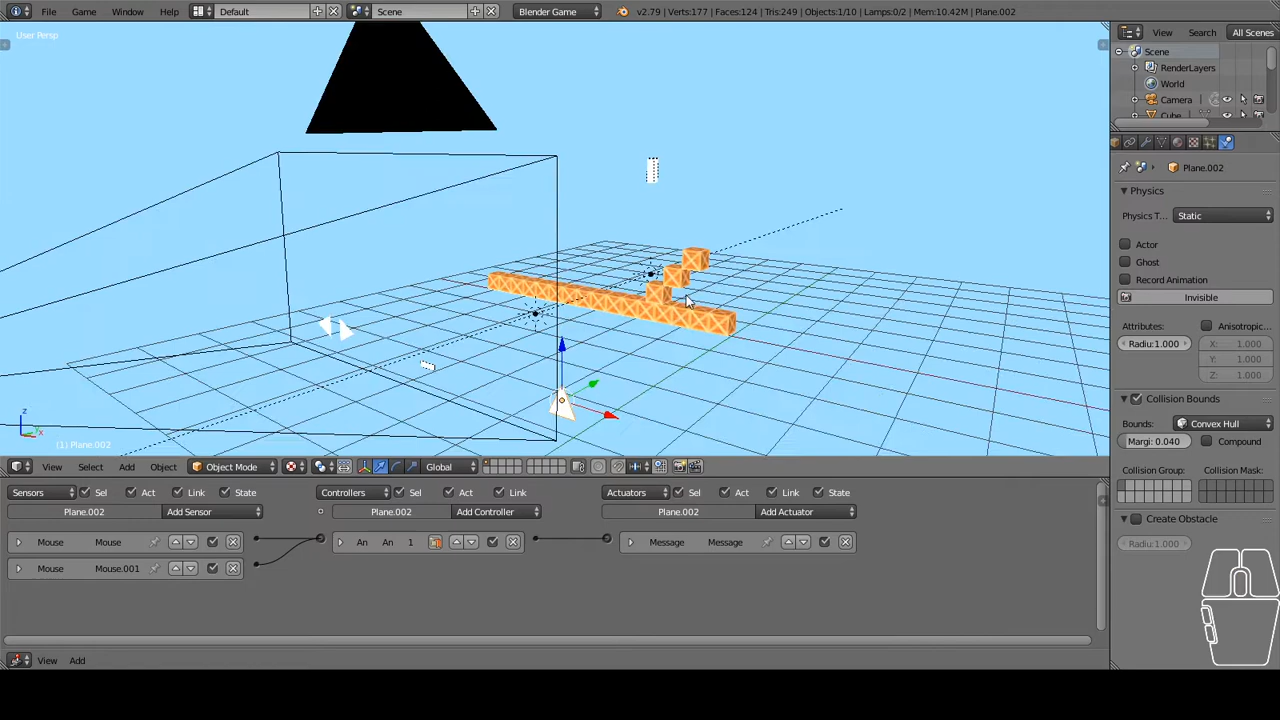 File Game Window Help Default Scene Blender Game v2.79 | Verts:177 | Faces:124 | Tris:249 | Objects:1/10 | Lamps:0/2 | Mem:10.42M | Plane.002
User Persp
View Search All Scenes
Scene
RenderLayers
World
Camera
Cube
Plane.002
Physics
Physics T... Static
Actor
Ghost
Record Animation
Invisible
Attributes: Anisotropic...
Radiu:1.000 X: 1.000
Y: 1.000
Z: 1.000
Collision Bounds
Bounds: Convex Hull
Margi: 0.040 Compound
Collision Group: Collision Mask:
Create Obstacle
Radiu:1.000
z
x
(1) Plane.002
View Select Add Object Object Mode Global
Sensors Sel Act Link State Controllers Sel Act Link Actuators Sel Act Link State
Plane.002 Add Sensor Plane.002 Add Controller Plane.002 Add Actuator
Mouse Mouse An An 1 Message Message
Mouse Mouse.001
View Add